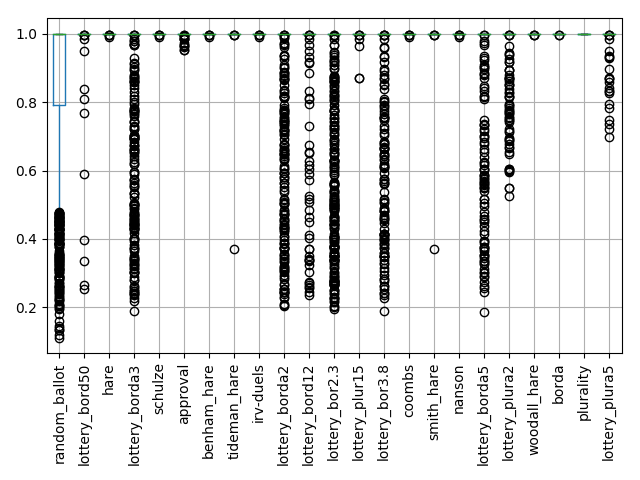 1.0
0.8
0.6
0.4
0.2
random_ballot
lottery_bord50
hare
lottery_borda3
schulze
approval
benham_hare
tideman_hare
irv-duels
lottery_borda2
lottery_bord12
lottery_bor2.3
lottery_plur15
lottery_bor3.8
coombs
smith_hare
nanson
lottery_borda5
lottery_plura2
woodall_hare
borda
plurality
lottery_plura5